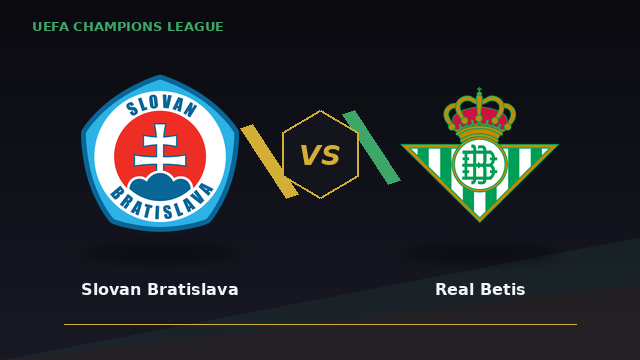 UEFA CHAMPIONS LEAGUE
SLOVAN
BRATISLAVA
VS
Slovan Bratislava
Real Betis